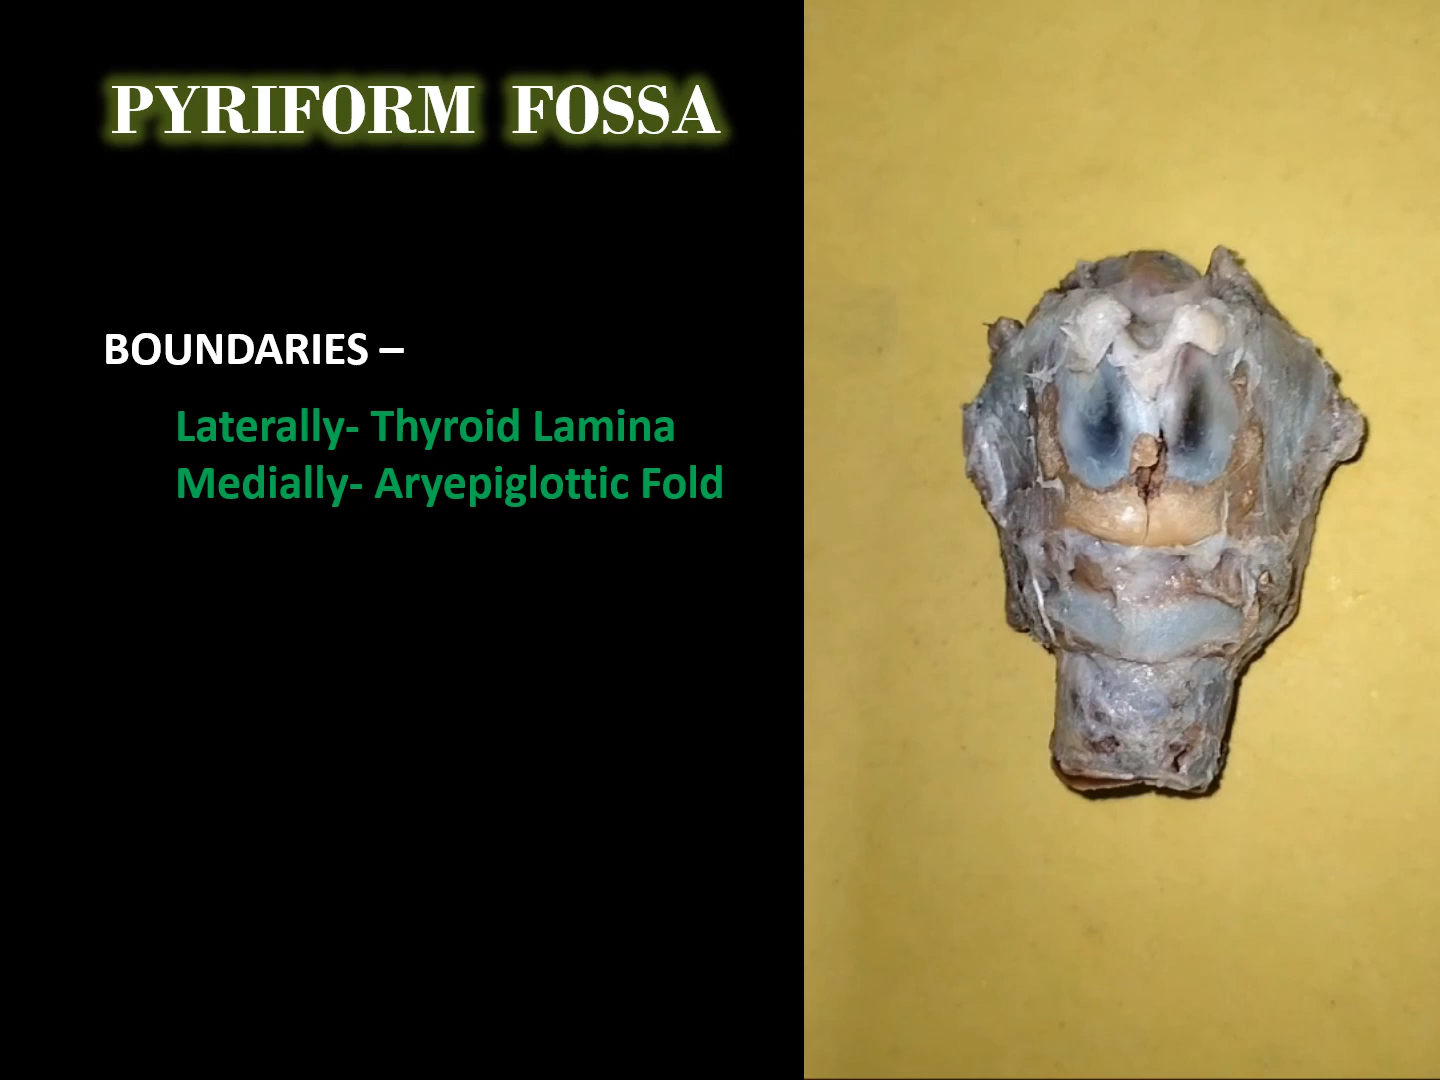 PYRIFORM FOSSA
BOUNDARIES –
Laterally- Thyroid Lamina
Medially- Aryepiglottic Fold